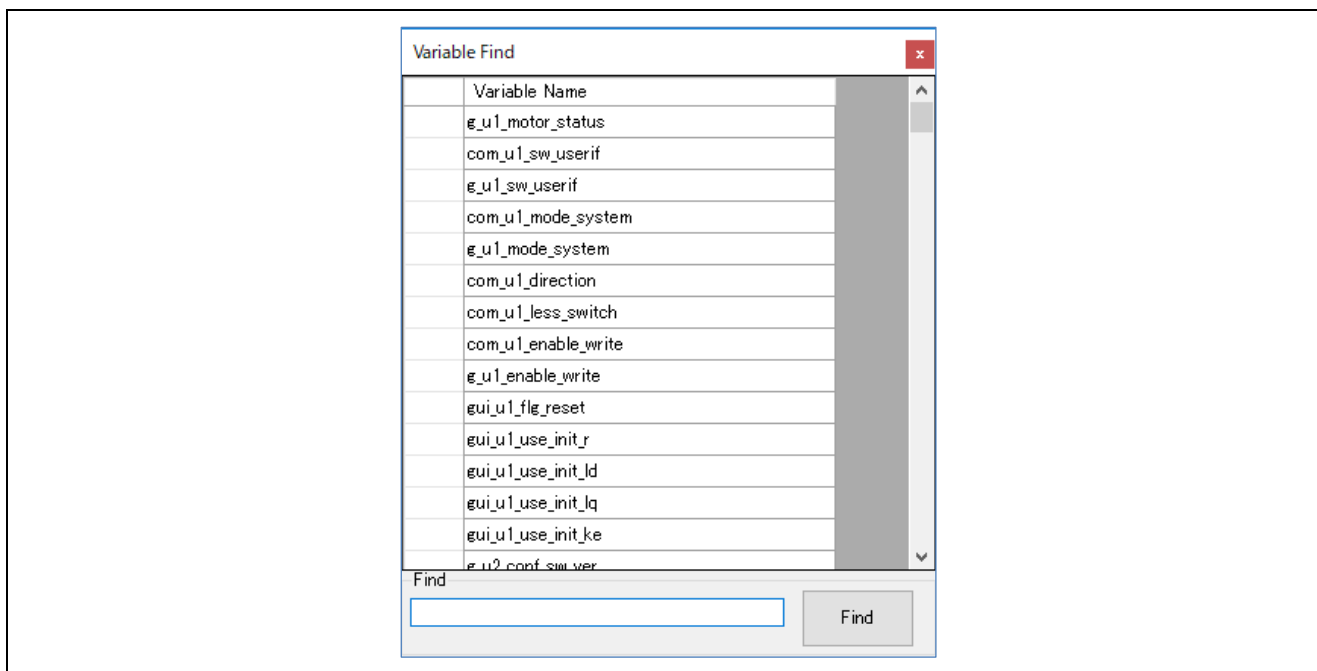 Variable Find
x
Variable Name
g_u1_motor_status
com_u1_sw_userif
g_u1_sw_userif
com_u1_mode_system
g_u1_mode_system
com_u1_direction
com_u1_less_switch
com_u1_enable_write
g_u1_enable_write
gui_u1_flg_reset
gui_u1_use_init_r
gui_u1_use_init_ld
gui_u1_use_init_lq
gui_u1_use_init_ke
g_u2_conf_sw_ver
Find
Find